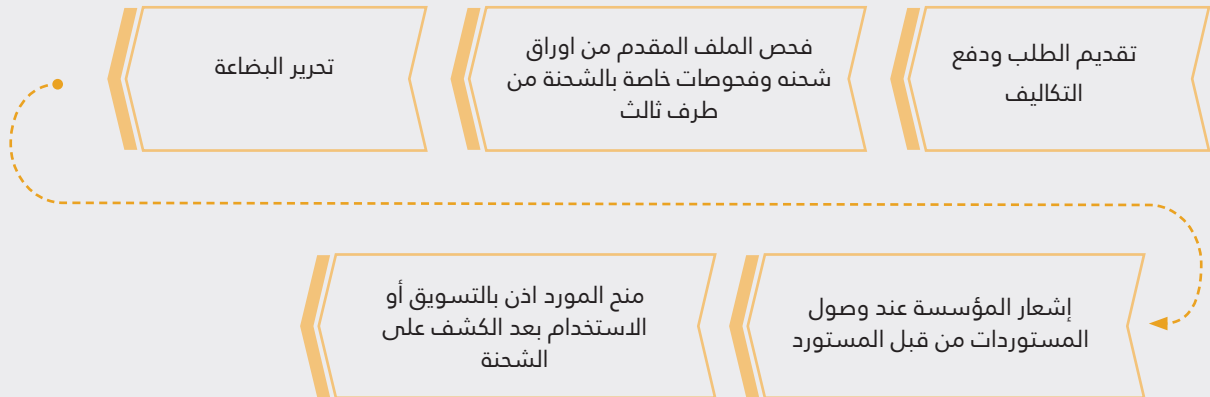 تقديم الطلب ودفع
التكاليف
فحص الملف المقدم من اوراق
شحنه وفحوصات خاصة بالشحنة من
طرف ثالث
تحرير البضاعة
إشعار المؤسسة عند وصول
المستوردات من قبل المستورد
منح المورد اذن بالتسويق أو
الاستخدام بعد الكشف على
الشحنة